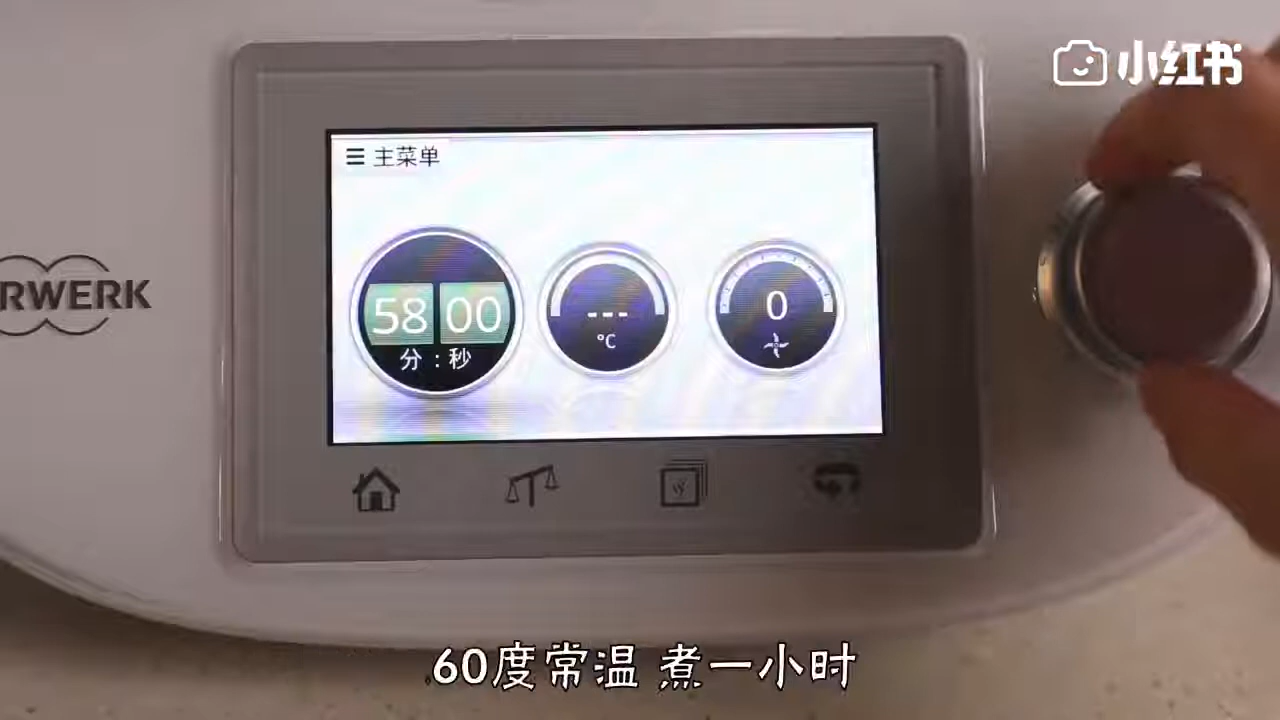 小红书
主菜单
58 00
分 : 秒
---
°C
0
RWERK
60度常温 煮一小时